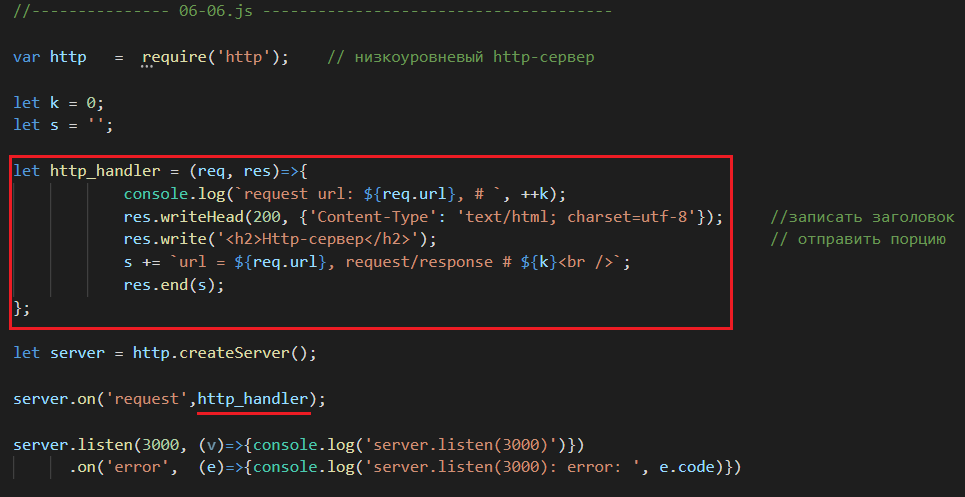 //--------------- 06-06.js -------------------------------------
var http   =  require('http');    // низкоуровневый http-сервер
let k = 0;
let s = '';
let http_handler = (req, res)=>{
console.log(`request url: ${req.url}, # `, ++k);
res.writeHead(200, {'Content-Type': 'text/html; charset=utf-8'});     //записать заголовок
res.write('<h2>Http-сервер</h2>');     // отправить порцию
s += `url = ${req.url}, request/response # ${k}<br />`;
res.end(s);
};
let server = http.createServer();
server.on('request',http_handler);
server.listen(3000, (v)=>{console.log('server.listen(3000)')})
.on('error',  (e)=>{console.log('server.listen(3000): error: ', e.code)})